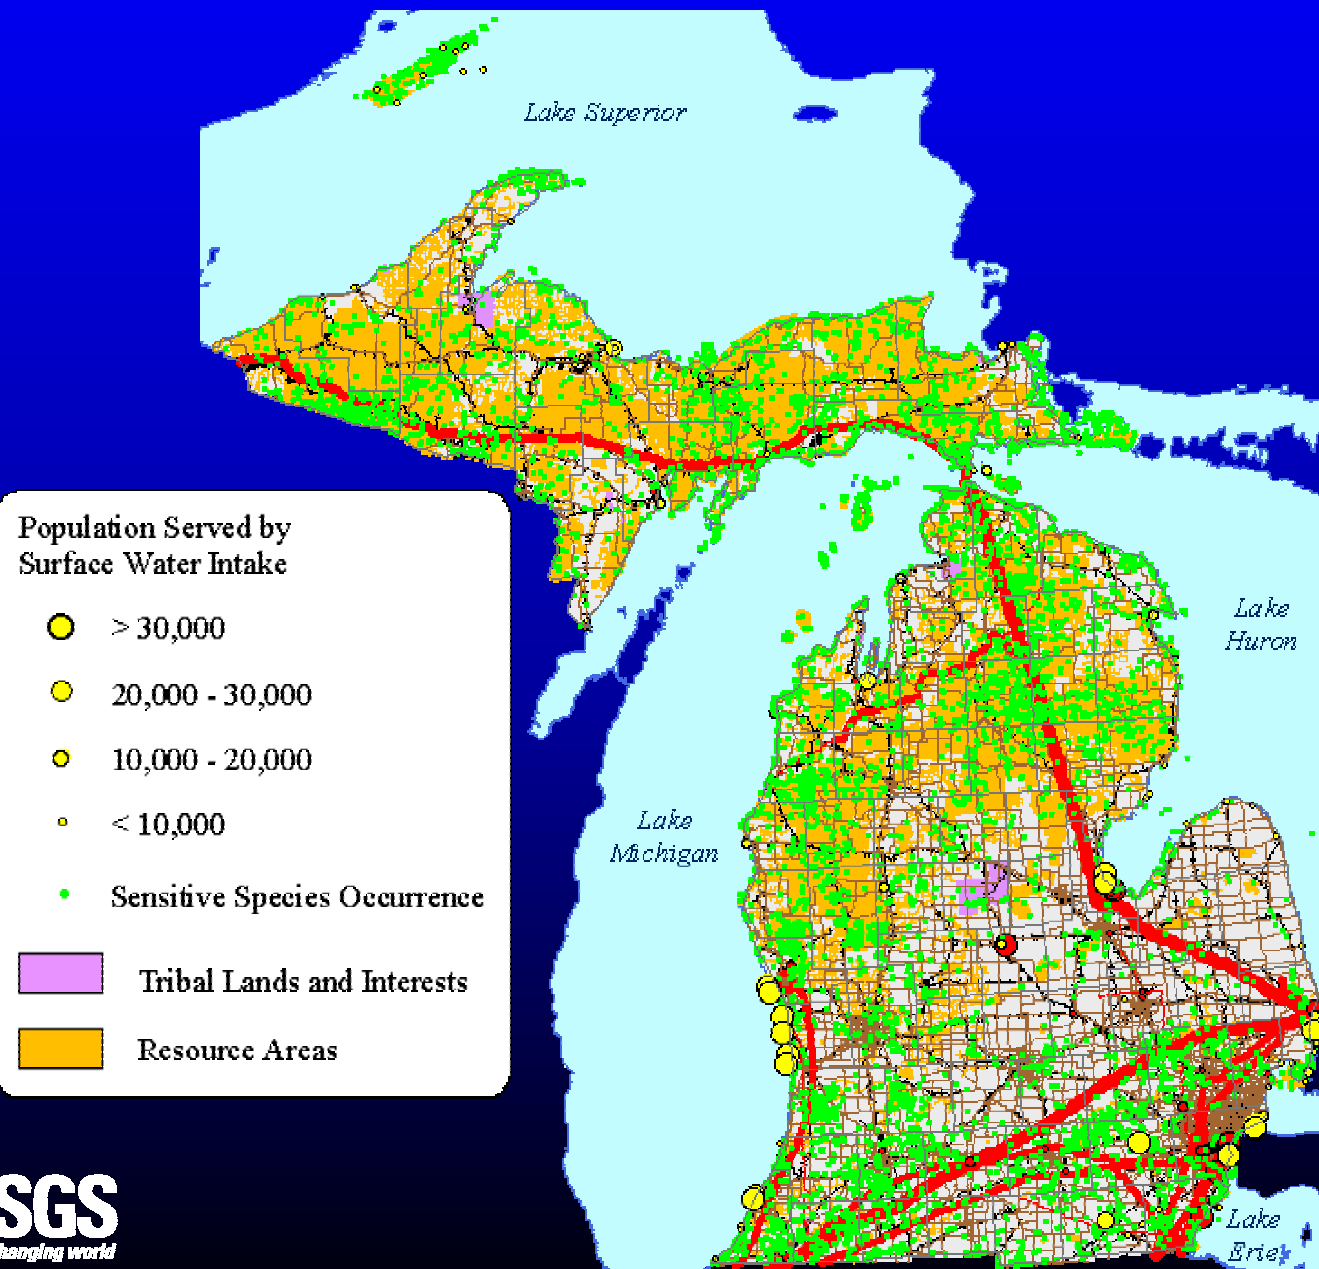 Lake Superior
Population Served by
Surface Water Intake
> 30,000
20,000 - 30,000
10,000 - 20,000
< 10,000
Sensitive Species Occurrence
Tribal Lands and Interests
Resource Areas
Lake
Huron
Lake
Michigan
Lake
Erie
SGS
hanging world